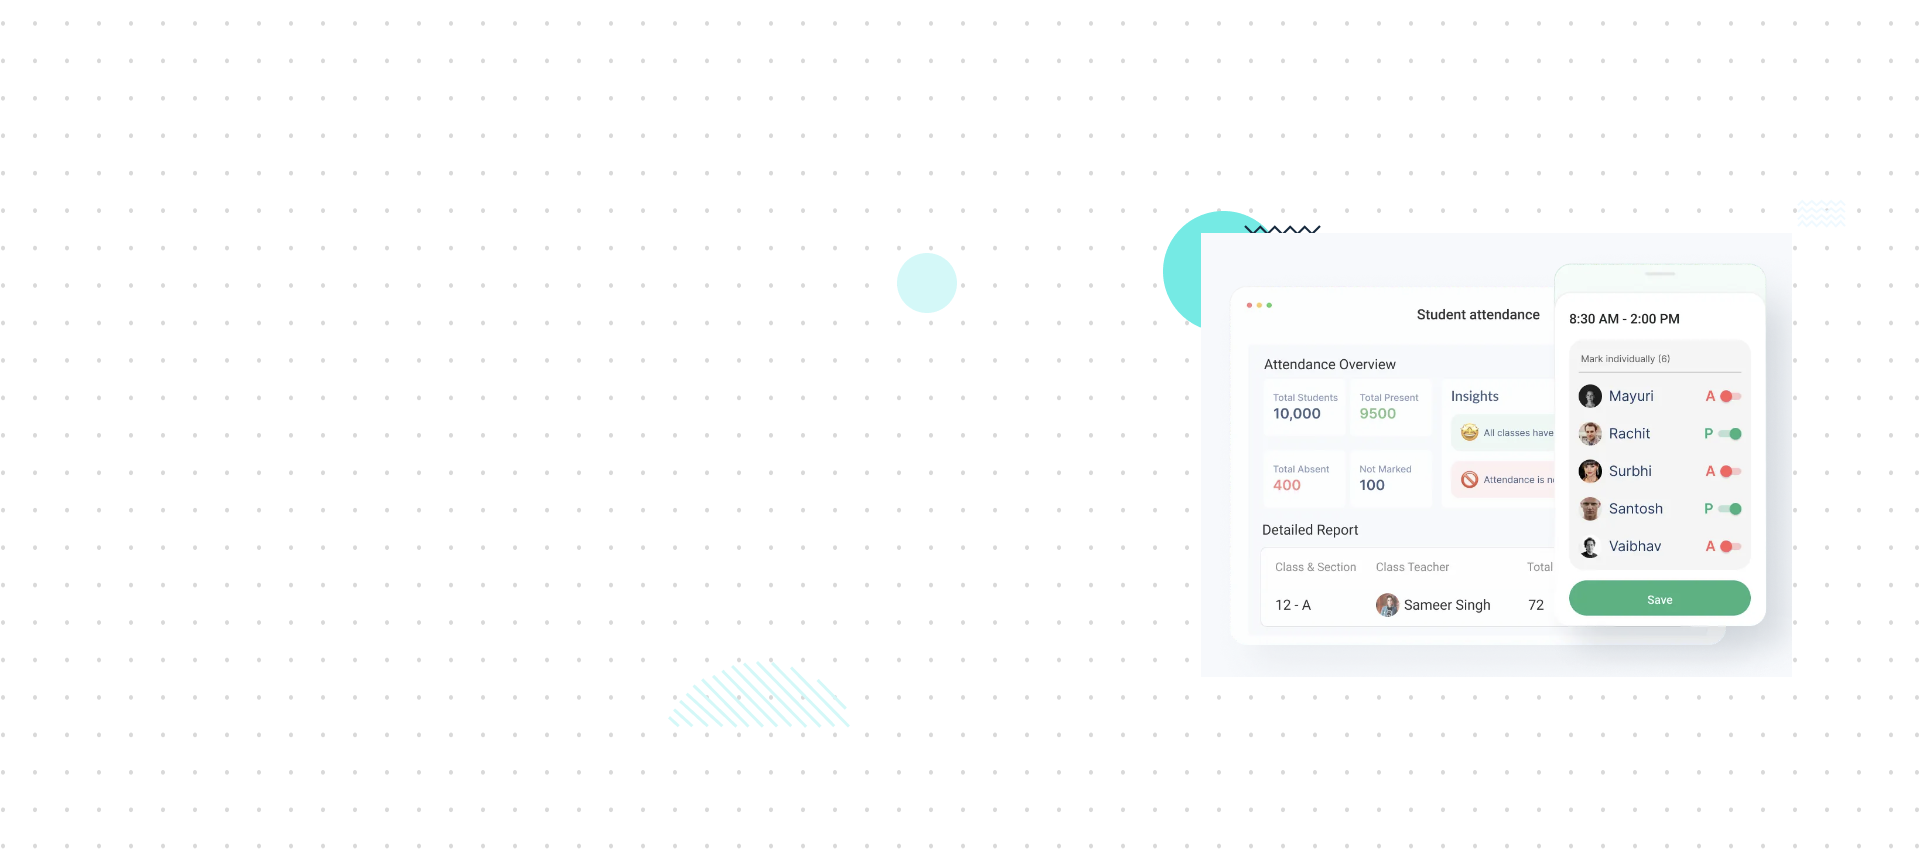 Student attendance
Attendance Overview
Total Students
10,000
Total Present
9500
Total Absent
400
Not Marked
100
Insights
All classes have
Attendance is
Detailed Report
Class & Section
Class Teacher
Total
12 - A
Sameer Singh
72
8:30 AM - 2:00 PM
Mark individually (6)
Mayuri A
Rachit P
Surbhi A
Santosh P
Vaibhav A
Save